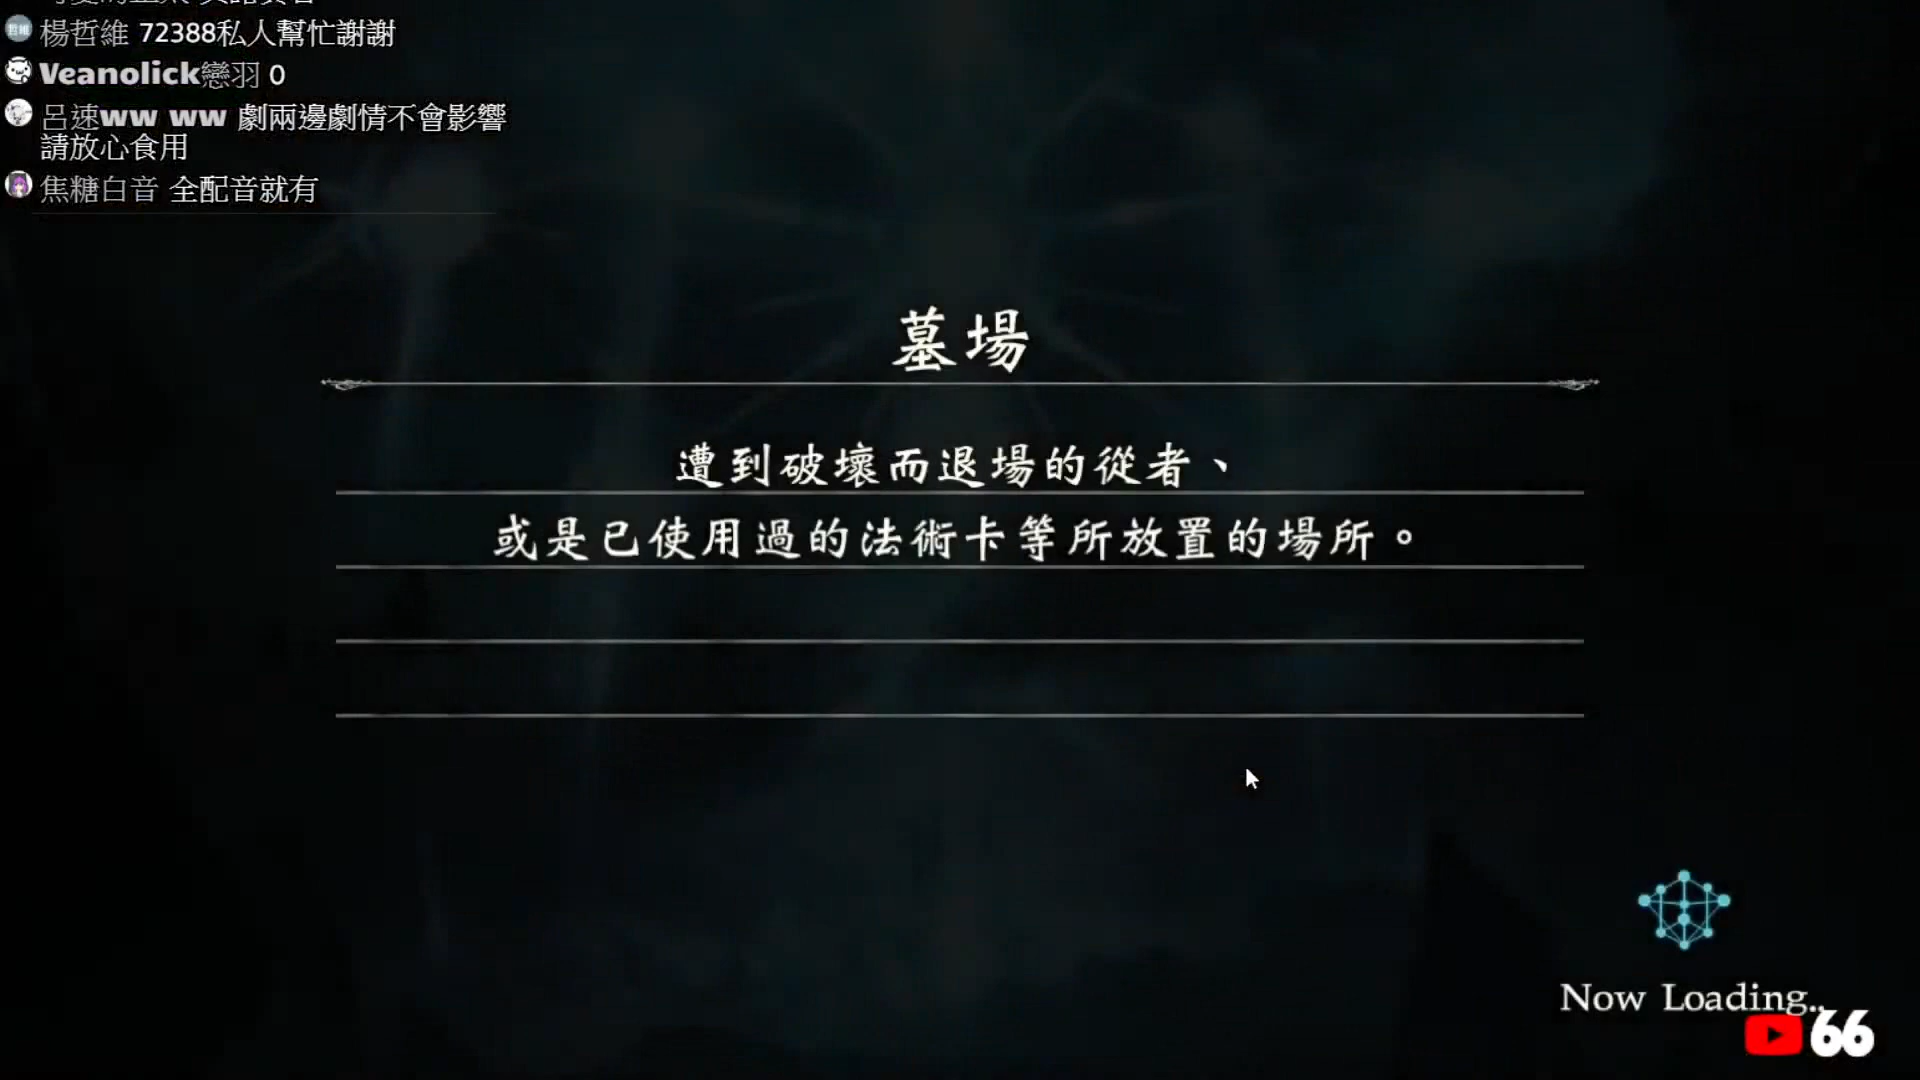 楊哲維 72388私人幫忙謝謝
Veanolick戀羽 0
呂速ww ww 劇兩邊劇情不會影響
請放心食用
焦糖白音 全配音就有
墓場
遭到破壞而退場的從者、
或是已使用過的法術卡等所放置的場所。
Now Loading..
66